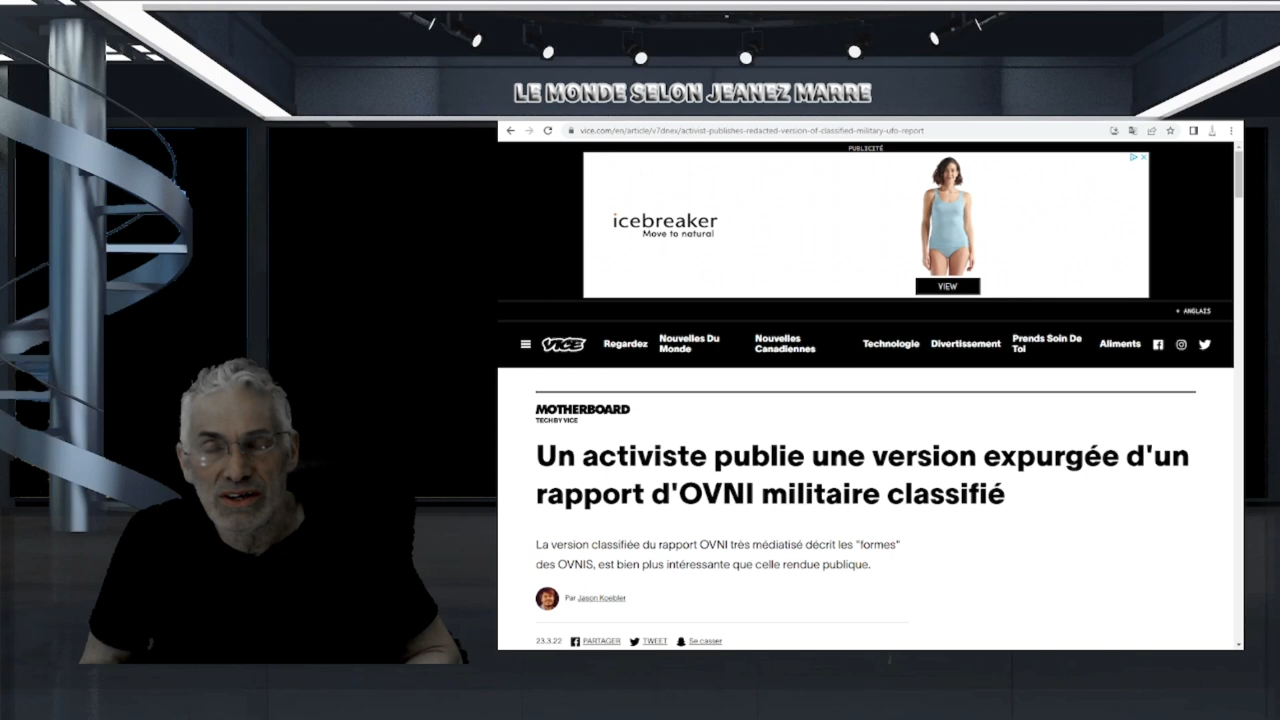 LE MONDE SELON JEANEZ MARRE
vice.com/en/article/v7dnex/activist-publishes-redacted-version-of-classified-military-ufo-report
PUBLICITÉ
icebreaker
Move to natural
VIEW
+ ANGLAIS
VICE
Regardez
Nouvelles Du
Monde
Nouvelles
Canadiennes
Technologie
Divertissement
Prends Soin De
Toi
Aliments
MOTHERBOARD
TECH BY VICE
Un activiste publie une version expurgée d'un
rapport d'OVNI militaire classifié
La version classifiée du rapport OVNI très médiatisé décrit les "formes"
des OVNIS, est bien plus intéressante que celle rendue publique.
Par Jason Koebler
23.3.22 PARTAGER TWEET Se casser